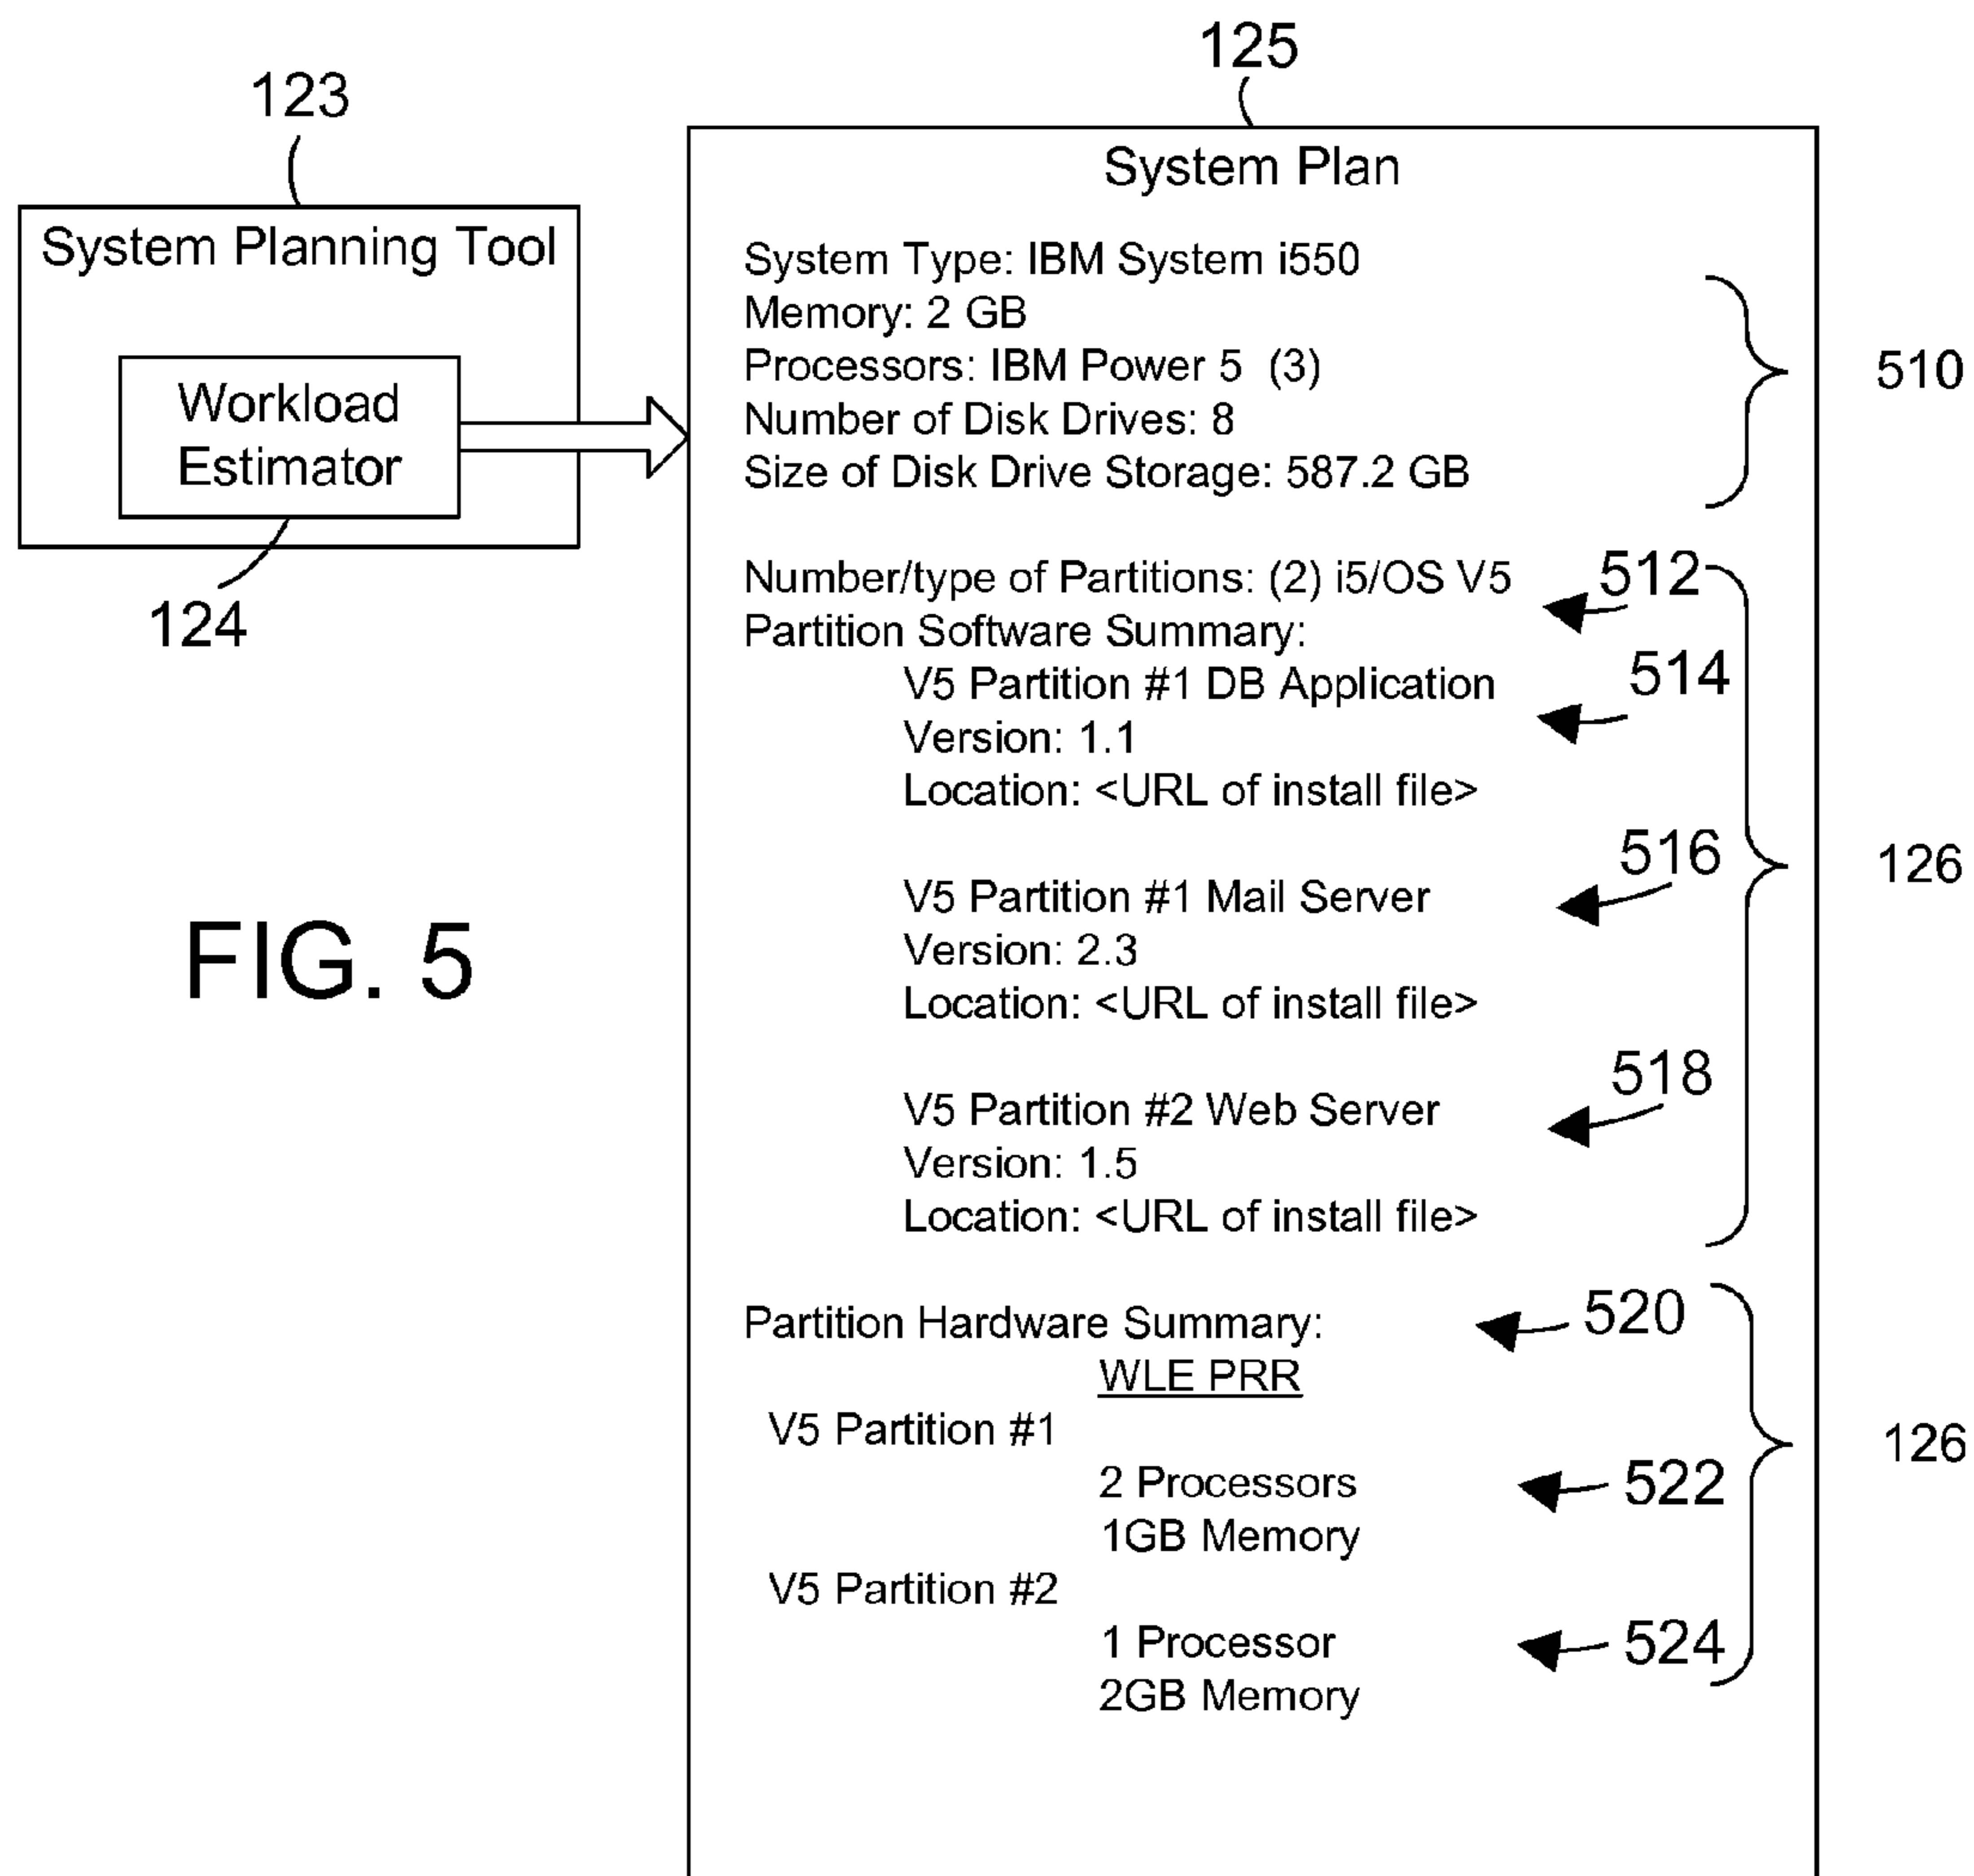 125
123
System Plan
System Planning Tool
Workload
Estimator
124
System Type: IBM System i550
Memory: 2 GB
Processors: IBM Power 5 (3)
510
Number of Disk Drives: 8
Size of Disk Drive Storage: 587.2 GB
Number/type of Partitions: (2) i5/OS V5
512
Partition Software Summary:
V5 Partition #1 DB Application
514
Version: 1.1
Location: <URL of install file>
516
126
V5 Partition #1 Mail Server
Version: 2.3
Location: <URL of install file>
518
V5 Partition #2 Web Server
Version: 1.5
Location: <URL of install file>
FIG. 5
Partition Hardware Summary:
520
WLE PRR
V5 Partition #1
126
2 Processors
522
1GB Memory
V5 Partition #2
1 Processor
524
2GB Memory